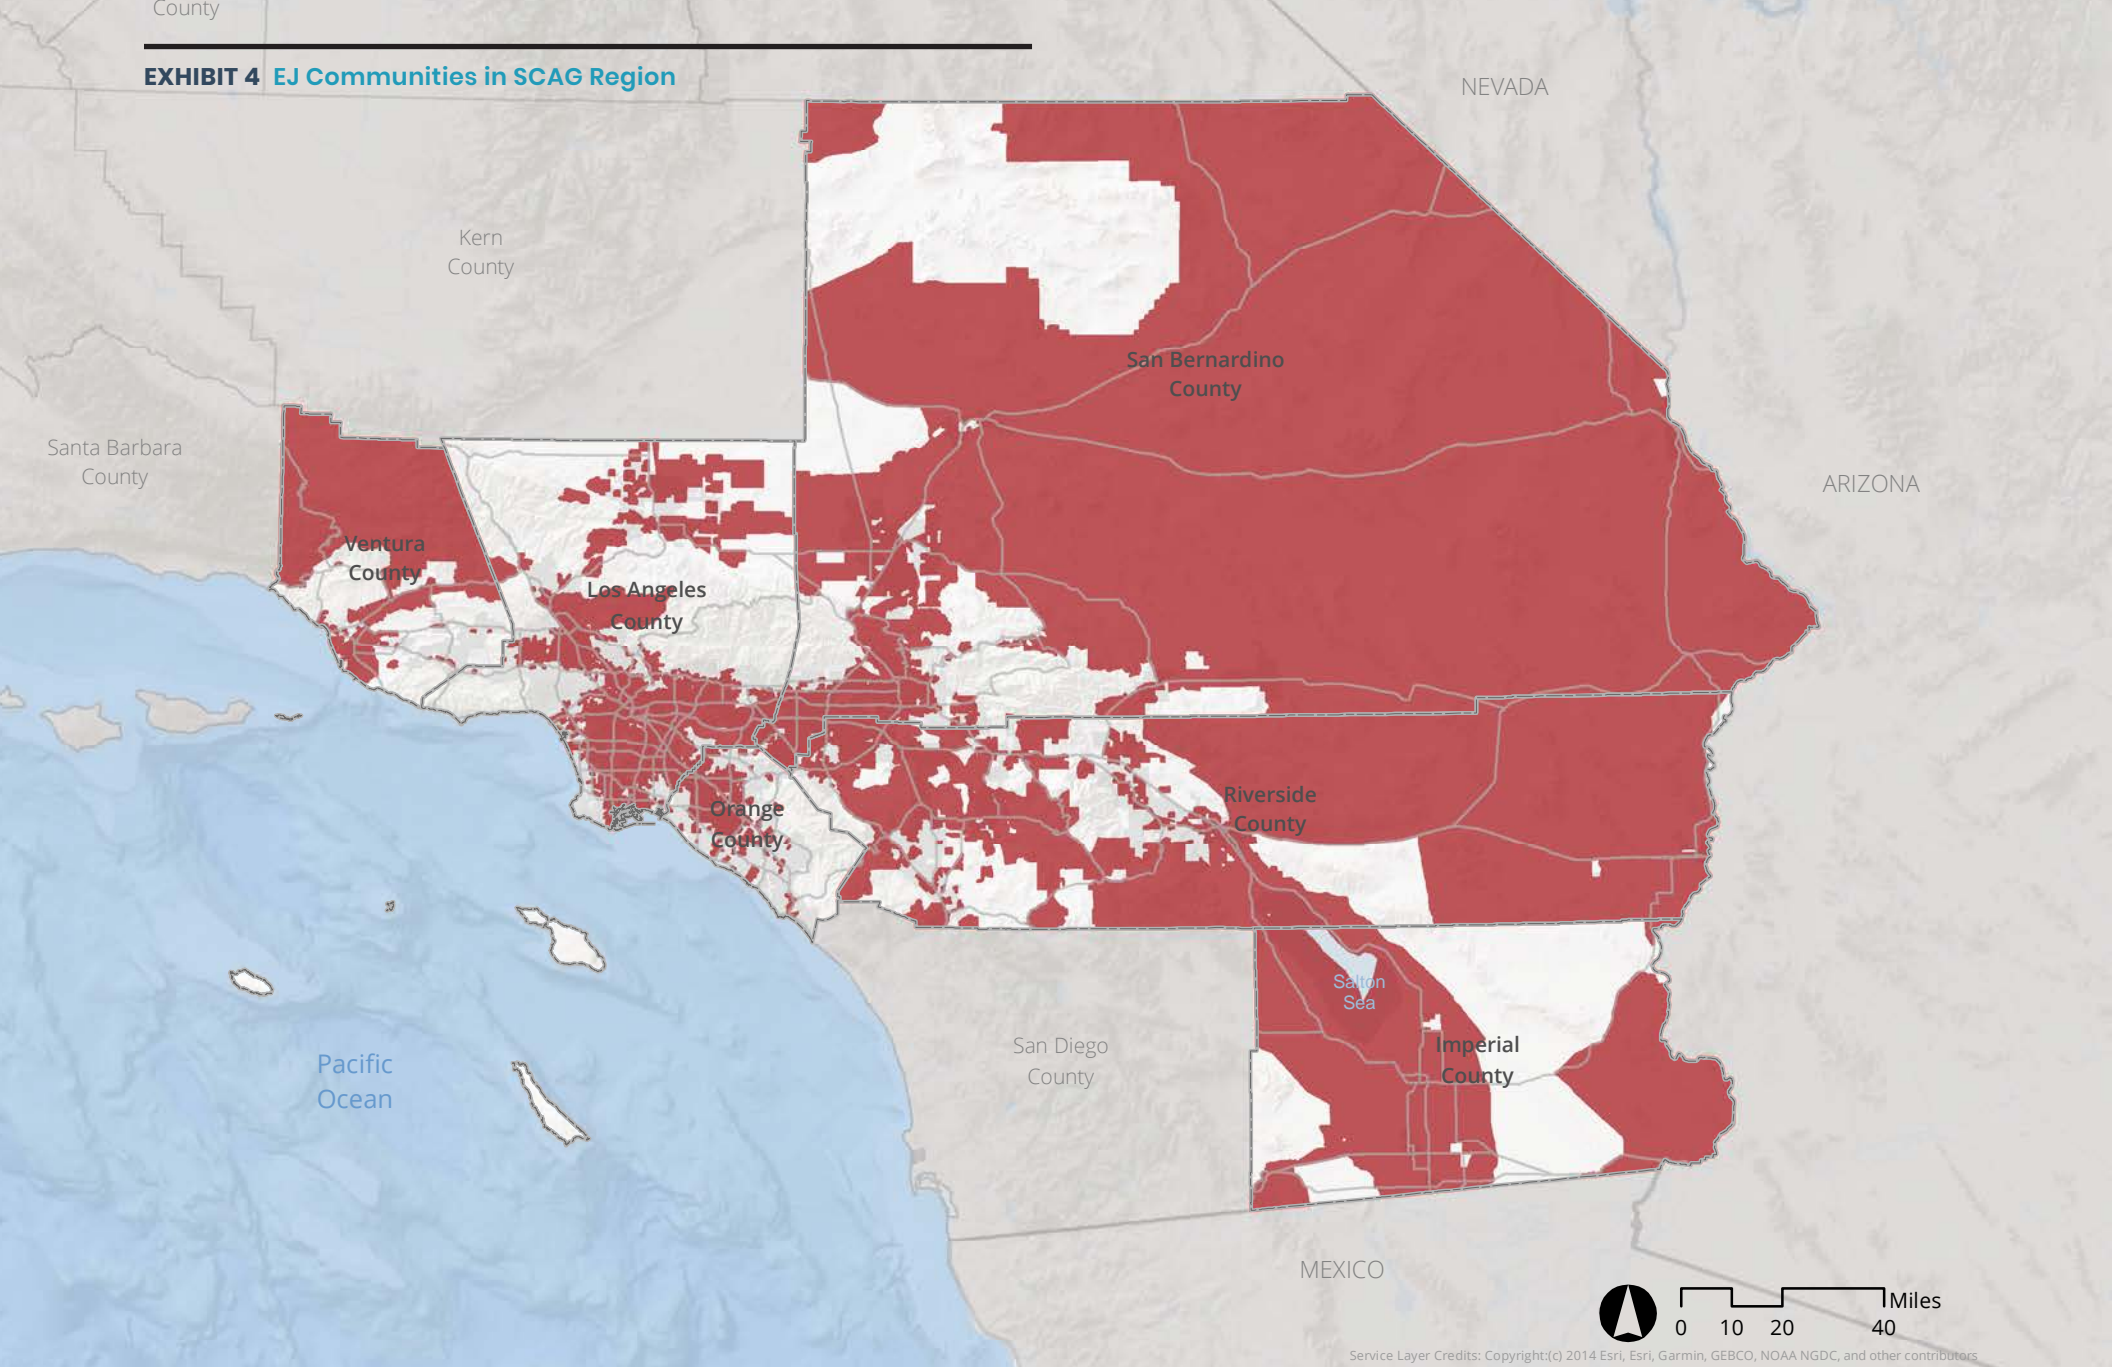 County
EXHIBIT 4 EJ Communities in SCAG Region
NEVADA
Kern
County
San Bernardino
County
Santa Barbara
County
ARIZONA
Ventura
County
Los Angeles
County
Riverside
County
Orange
County
Salton
Sea
Imperial
County
San Diego
County
Pacific
Ocean
MEXICO
Miles
0 10 20 40
Service Layer Credits: Copyright:(c) 2014 Esri, Esri, Garmin, GEBCO, NOAA NGDC, and other contributors